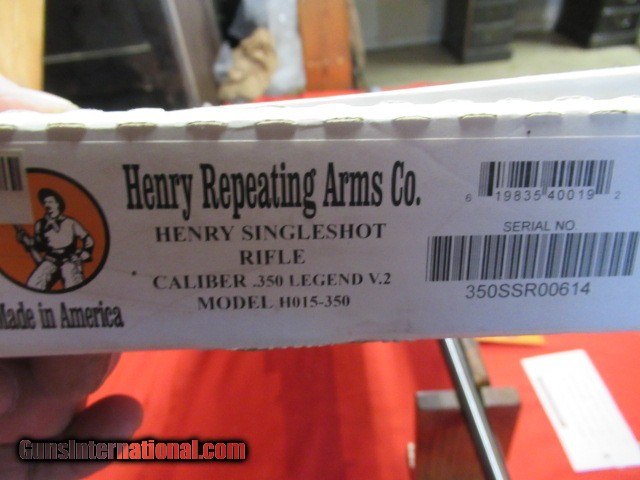 Henry Repeating Arms Co.
HENRY SINGLESHOT
RIFLE
CALIBER .350 LEGEND V.2
MODEL H015-350
Made in America
6 19835 40019 2
SERIAL NO.
350SSR00614
GunsInternational.com